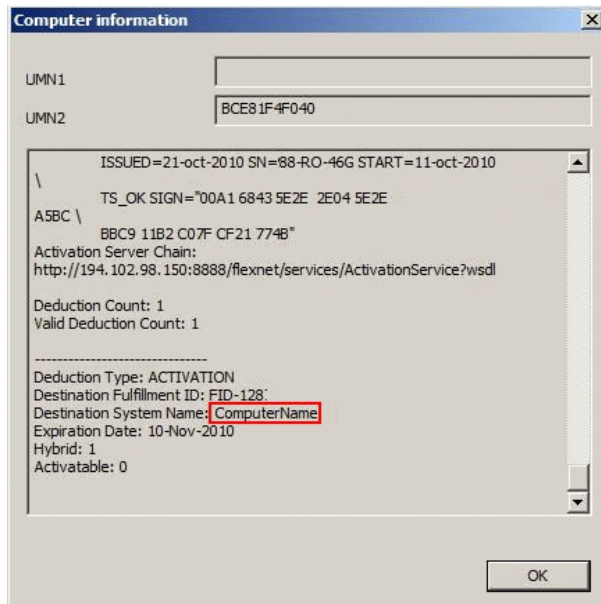 Computer information
UMN1
UMN2
BCE81F4F040
ISSUED=21-oct-2010 SN=88-RO-46G START=11-oct-2010
\
TS_OK SIGN="00A1 6843 5E2E 2E04 5E2E
A5BC \
BBC9 11B2 C07F CF21 774B"
Activation Server Chain:
http://194.102.98.150:8888/flexnet/services/ActivationService?wsdl
Deduction Count: 1
Valid Deduction Count: 1
------------------------------
Deduction Type: ACTIVATION
Destination Fulfillment ID: FID-128
Destination System Name: ComputerName
Expiration Date: 10-Nov-2010
Hybrid: 1
Activatable: 0
OK